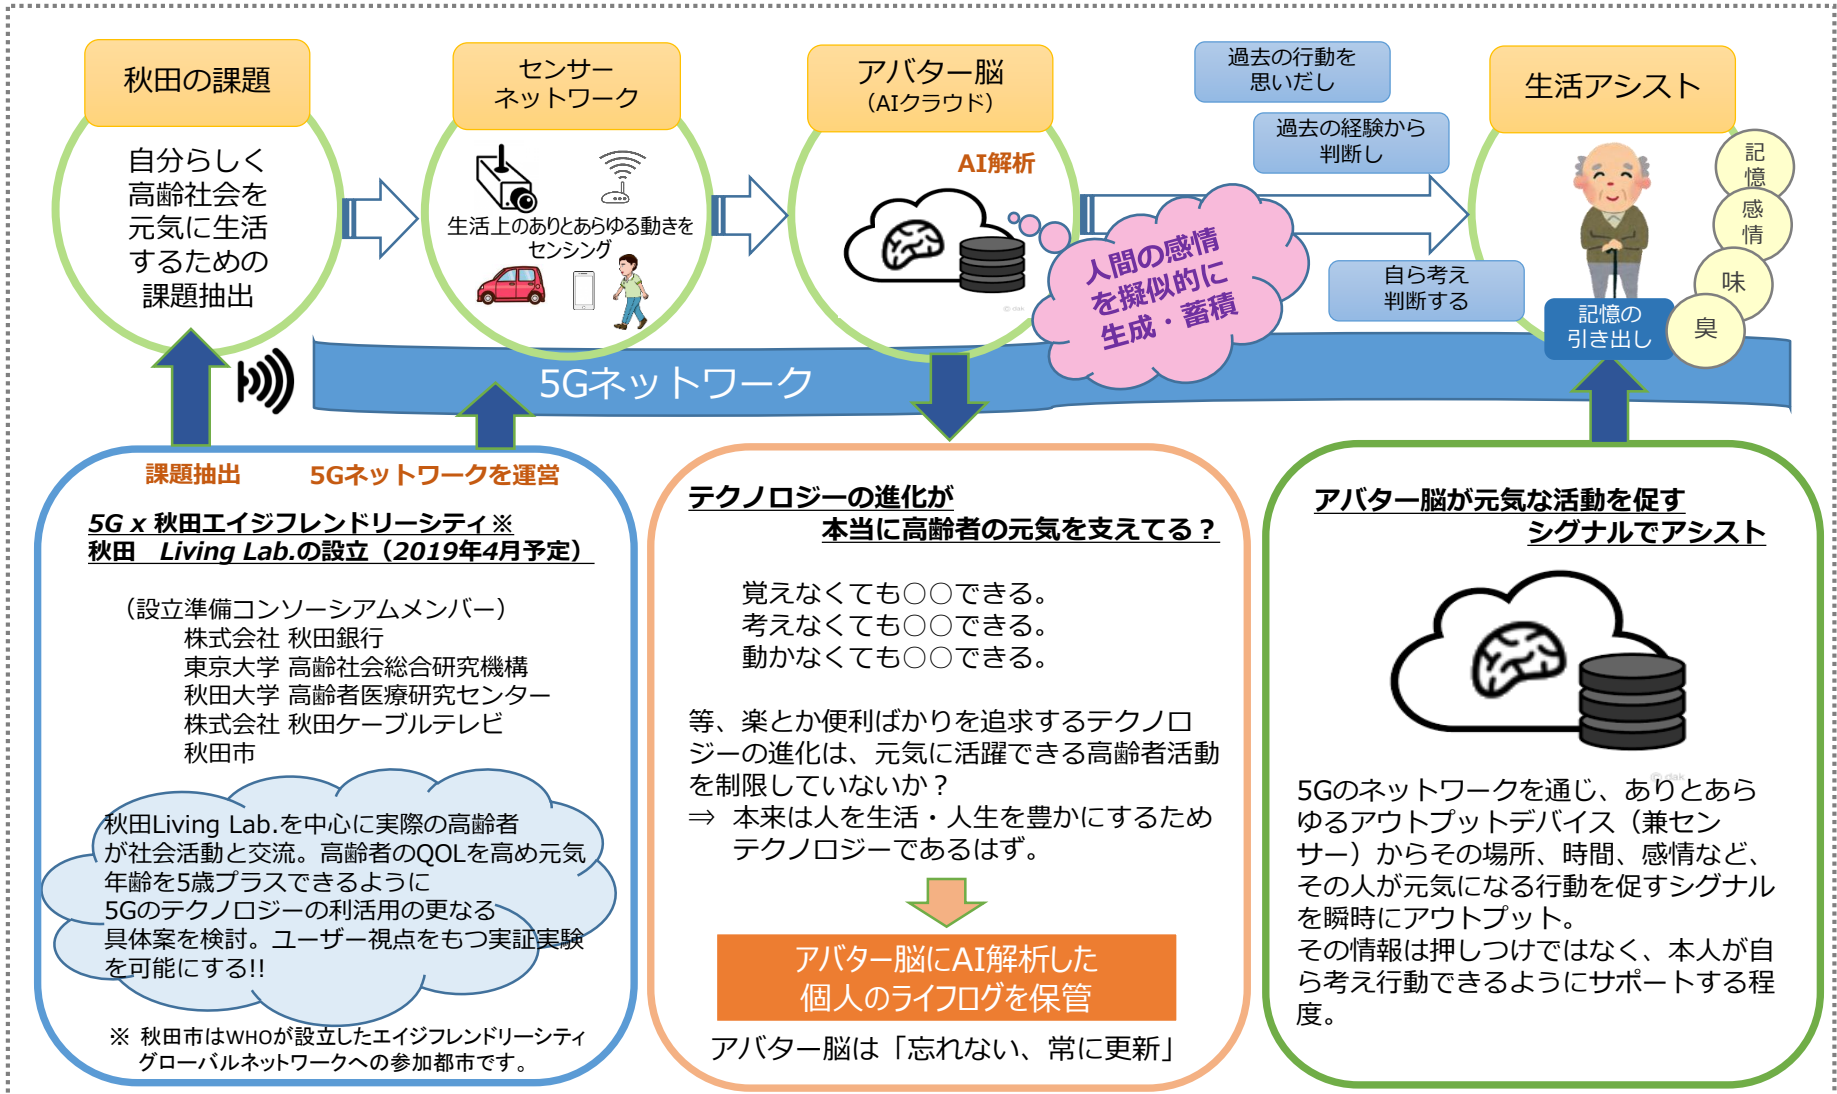 秋田の課題
自分らしく
高齢社会を
元気に生活
するための
課題抽出
センサー
ネットワーク
生活上のありとあらゆる動きを
センシング
アバター脳
（AIクラウド）
AI解析
©dak
人間の感情
を擬似的に
生成・蓄積
過去の行動を
思いだし
過去の経験から
判断し
自ら考え
判断する
生活アシスト
記憶
感情
味
臭
記憶の
引き出し
5Gネットワーク
課題抽出
5Gネットワークを運営
5G x 秋田エイジフレンドリーシティ※
秋田　Living Lab.の設立（2019年4月予定）
（設立準備コンソーシアムメンバー）
株式会社 秋田銀行
東京大学 高齢社会総合研究機構
秋田大学 高齢者医療研究センター
株式会社 秋田ケーブルテレビ
秋田市
秋田Living Lab.を中心に実際の高齢者
が社会活動と交流。高齢者のQOLを高め元気
年齢を5歳プラスできるように
5Gのテクノロジーの利活用の更なる
具体案を検討。ユーザー視点をもつ実証実験
を可能にする!!
※ 秋田市はWHOが設立したエイジフレンドリーシティ
グローバルネットワークへの参加都市です。
テクノロジーの進化が
本当に高齢者の元気を支えてる？
覚えなくても○○できる。
考えなくても○○できる。
動かなくても○○できる。
等、楽とか便利ばかりを追求するテクノロ
ジーの進化は、元気に活躍できる高齢者活動
を制限していないか？
⇒ 本来は人を生活・人生を豊かにするため
テクノロジーであるはず。
アバター脳にAI解析した
個人のライフログを保管
アバター脳は「忘れない、常に更新」
アバター脳が元気な活動を促す
シグナルでアシスト
©dak
5Gのネットワークを通じ、ありとあら
ゆるアウトプットデバイス（兼セン
サー）からその場所、時間、感情など、
その人が元気になる行動を促すシグナル
を瞬時にアウトプット。
その情報は押しつけではなく、本人が自
ら考え行動できるようにサポートする程
度。